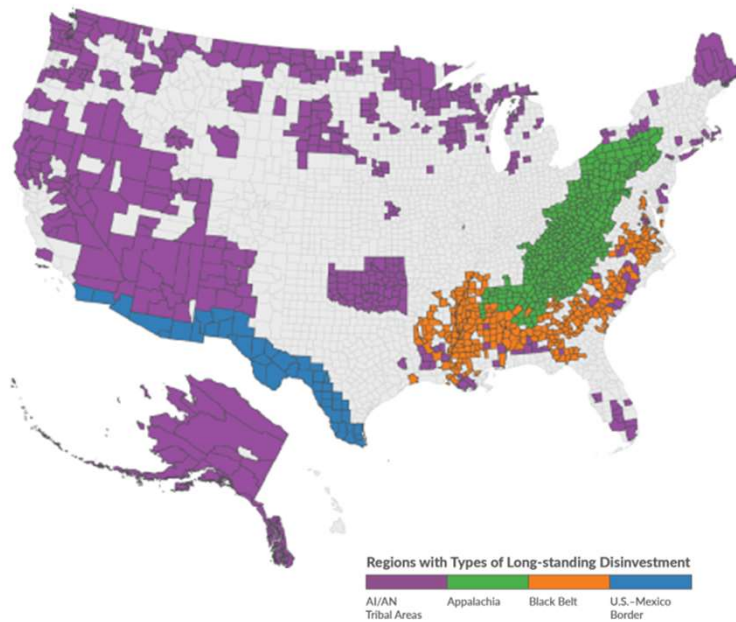 Regions with Types of Long-standing Disinvestment
AI/AN Appalachia Black Belt U.S.–Mexico
Tribal Areas Border